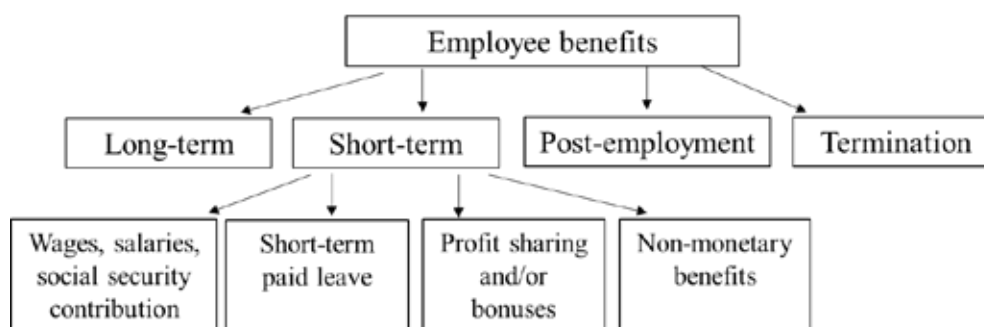 Employee benefits
Long-term
Short-term
Post-employment
Termination
Wages, salaries,
social security
contribution
Short-term
paid leave
Profit sharing
and/or
bonuses
Non-monetary
benefits